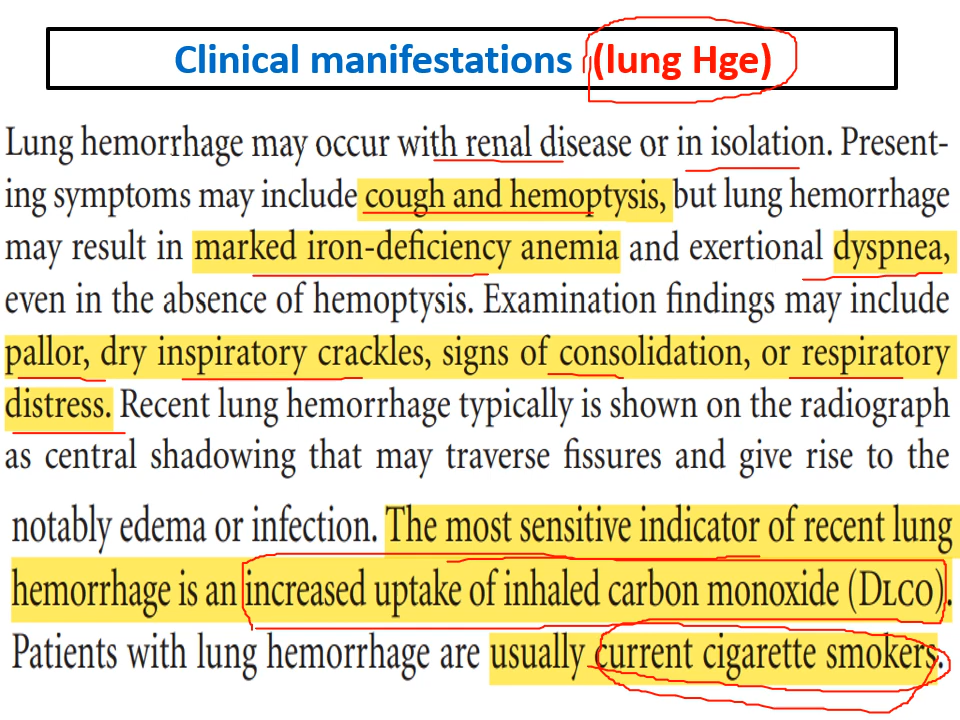 Clinical manifestations (lung Hge)
Lung hemorrhage may occur with renal disease or in isolation. Present-
ing symptoms may include cough and hemoptysis, but lung hemorrhage
may result in marked iron-deficiency anemia and exertional dyspnea,
even in the absence of hemoptysis. Examination findings may include
pallor, dry inspiratory crackles, signs of consolidation, or respiratory
distress. Recent lung hemorrhage typically is shown on the radiograph
as central shadowing that may traverse fissures and give rise to the
notably edema or infection. The most sensitive indicator of recent lung
hemorrhage is an increased uptake of inhaled carbon monoxide (DLCO).
Patients with lung hemorrhage are usually current cigarette smokers.